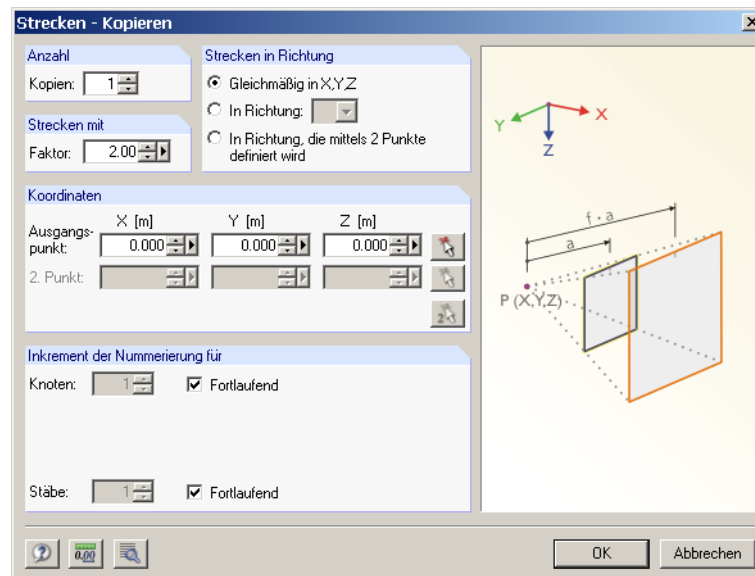 Strecken - Kopieren
Anzahl
Kopien: 1
Strecken mit
Faktor: 2.00
Strecken in Richtung
Gleichmäßig in X,Y,Z
In Richtung:
In Richtung, die mittels 2 Punkte
definiert wird
Koordinaten
X [m] Y [m] Z [m]
Ausgangs-
punkt: 0.000 0.000 0.000
2. Punkt:
2
Inkrement der Nummerierung für
Knoten: 1 Fortlaufend
Stäbe: 1 Fortlaufend
X
Y
Z
f · a
a
P (X,Y,Z)
0.00
OK Abbrechen